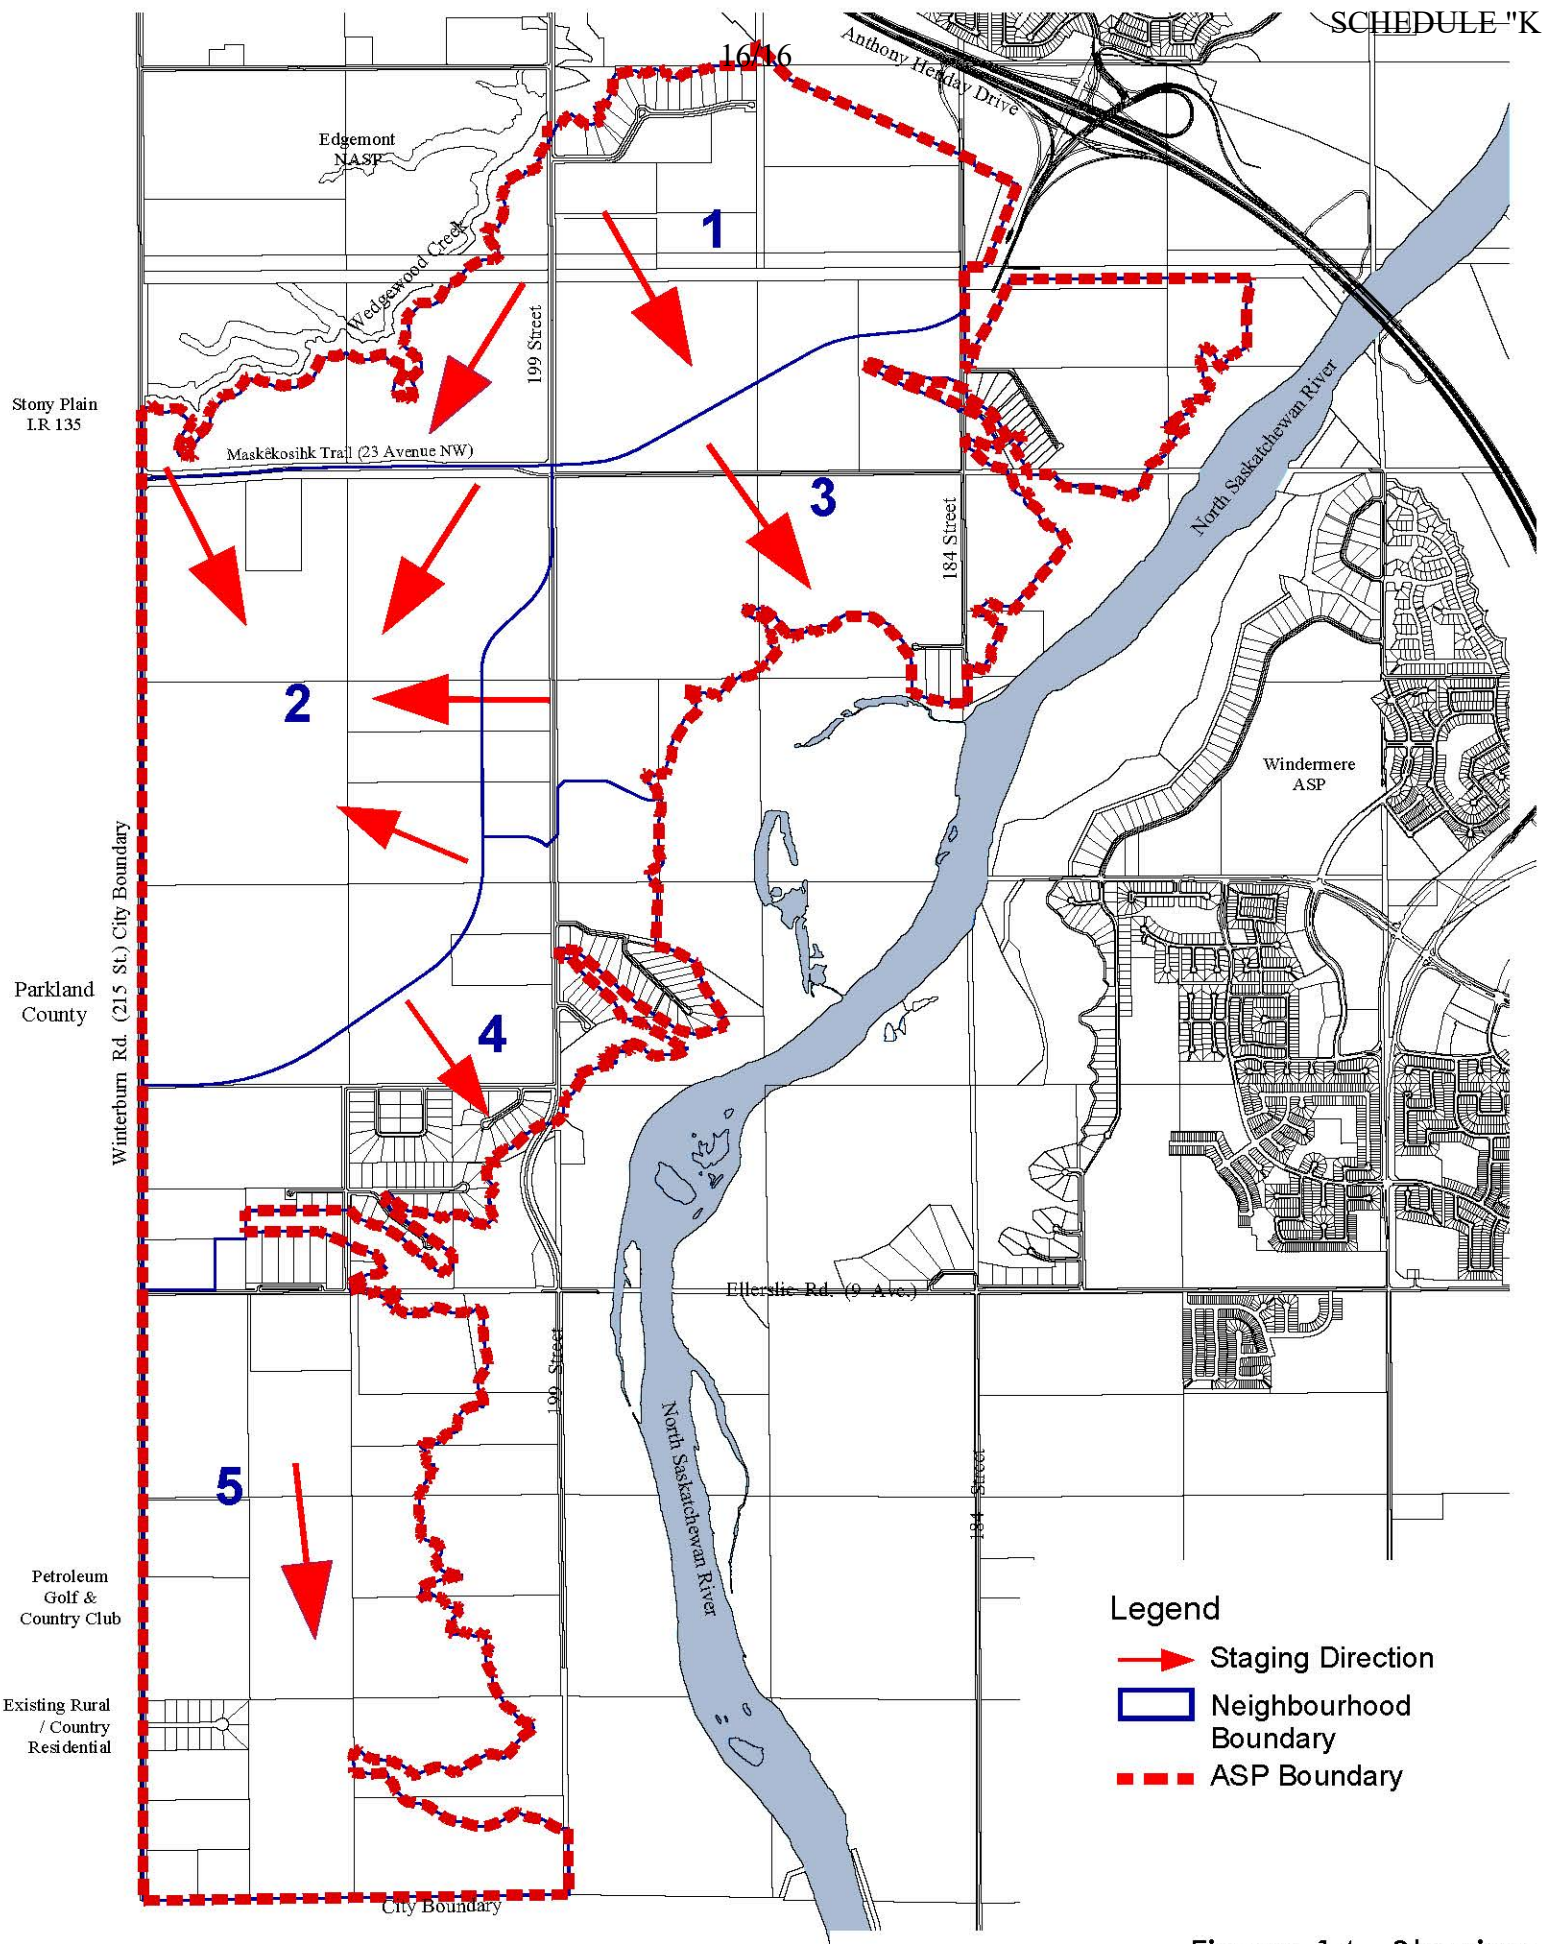 SCHEDULE "K
16/16
Anthony Henday Drive
Edgemont
NASP
1
Wedgewood Creek
199 Street
Stony Plain
I.R 135
Maskêkosihk Trail (23 Avenue NW)
North Saskatchewan River
3
184 Street
2
Windermere
ASP
Winterburn Rd. (215 St.) City Boundary
Parkland
County
4
Ellerslie Rd. (9 Ave.)
199 Street
North Saskatchewan River
184 Street
5
Petroleum
Golf &
Country Club
Existing Rural
/ Country
Residential
City Boundary
Legend
Staging Direction
Neighbourhood
Boundary
ASP Boundary